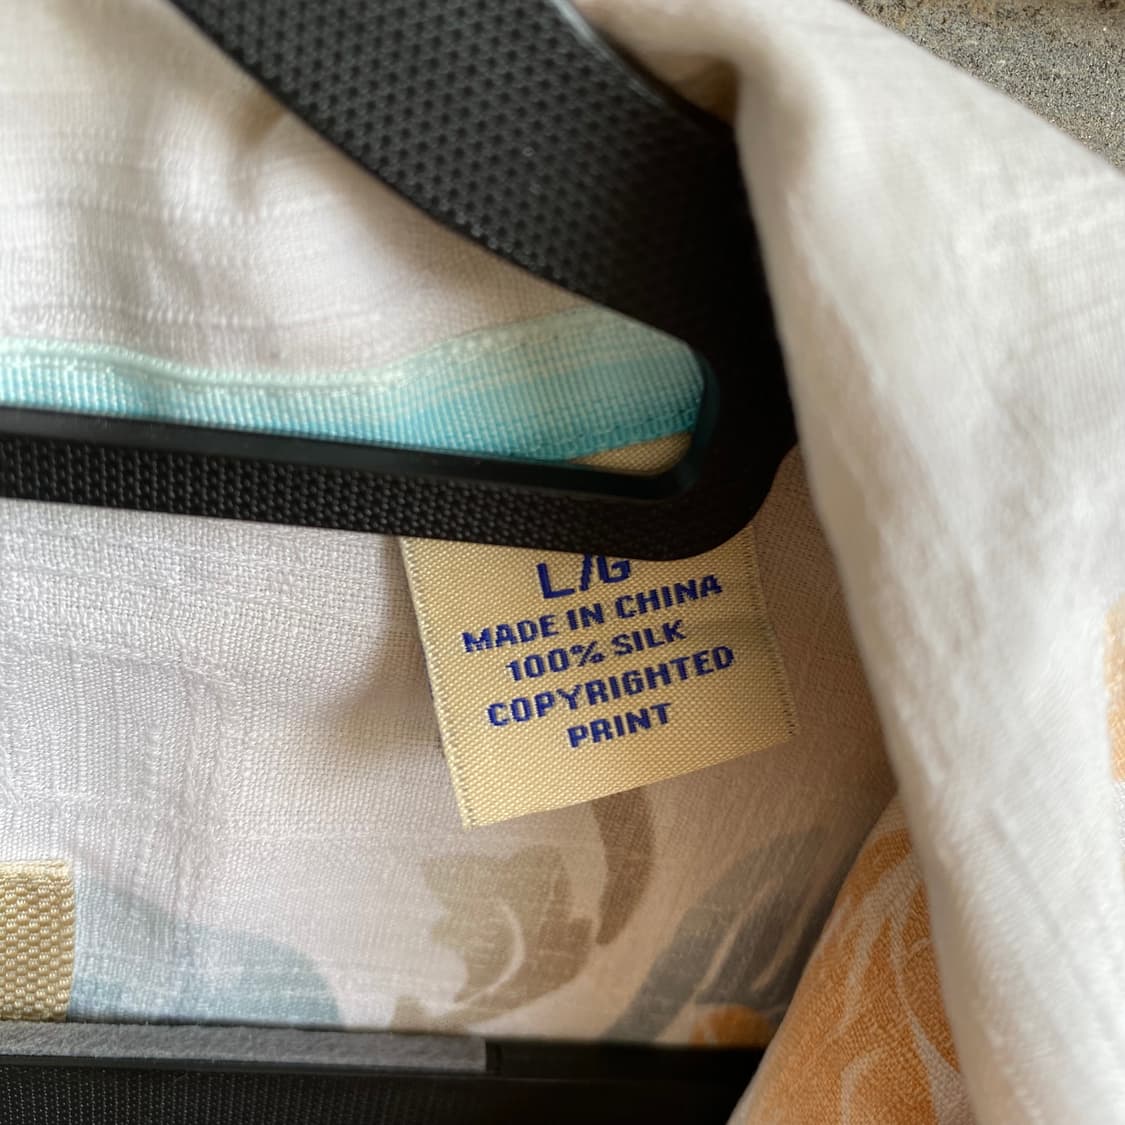 L/G
MADE IN CHINA
100% SILK
COPYRIGHTED
PRINT